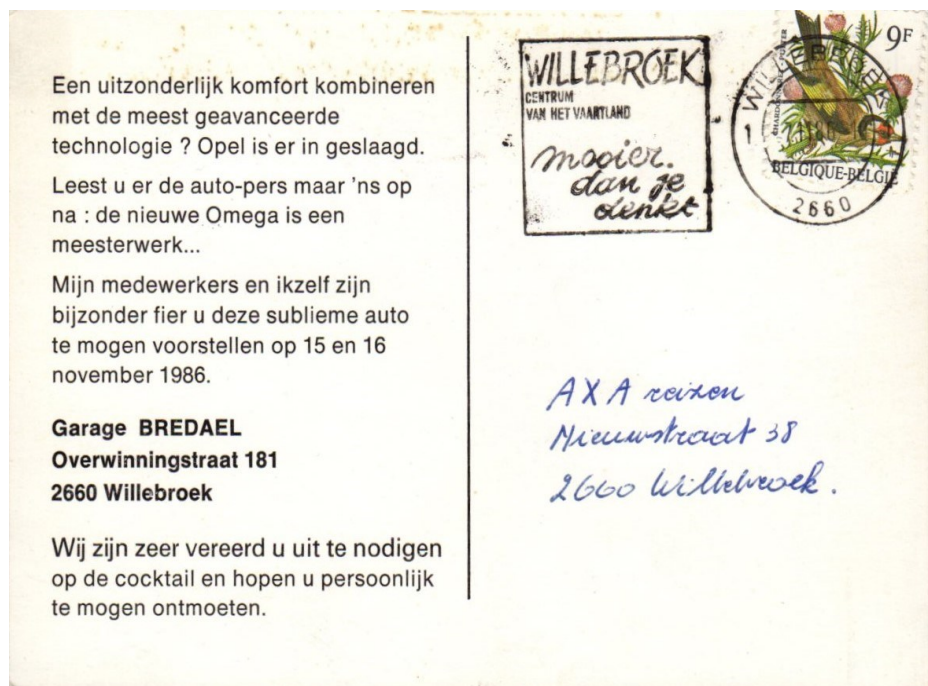 Een uitzonderlijk komfort kombineren
met de meest geavanceerde
technologie ? Opel is er in geslaagd.
Leest u er de auto-pers maar 'ns op
na : de nieuwe Omega is een
meesterwerk...
Mijn medewerkers en ikzelf zijn
bijzonder fier u deze sublieme auto
te mogen voorstellen op 15 en 16
november 1986.
Garage BREDAEL
Overwinningstraat 181
2660 Willebroek
Wij zijn zeer vereerd u uit te nodigen
op de cocktail en hopen u persoonlijk
te mogen ontmoeten.
WILLEBROEK
CENTRUM
VAN HET VAARTLAND
mooier
dan je
denkt
9F
BELGIQUE-BELGIË
2660
AXA reizen
Nieuwstraat 38
2660 Willebroek.